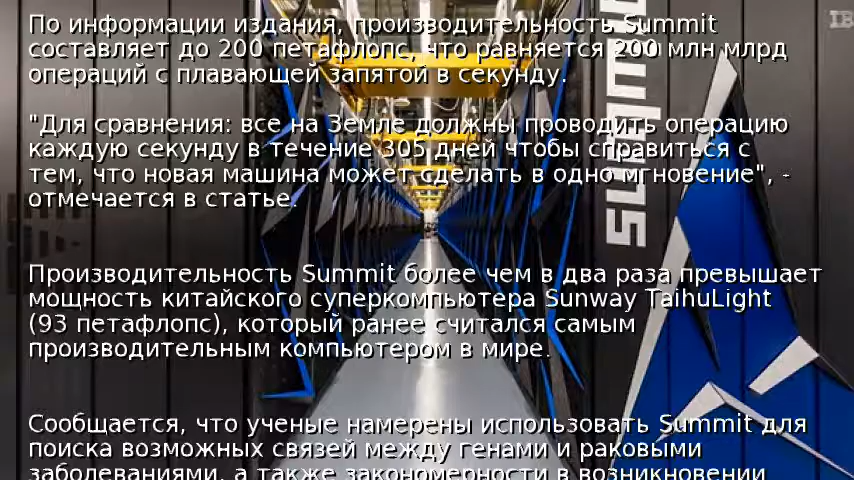 По информации издания, производительность Summit
составляет до 200 петафлопс, что равняется 200 млн млрд
операций с плавающей запятой в секунду.
"Для сравнения: все на Земле должны проводить операцию
каждую секунду в течение 305 дней чтобы справиться с
тем, что новая машина может сделать в одно мгновение", -
отмечается в статье.
Производительность Summit более чем в два раза превышает
мощность китайского суперкомпьютера Sunway TaihuLight
(93 петафлопс), который ранее считался самым
производительным компьютером в мире.
Сообщается, что ученые намерены использовать Summit для
поиска возможных связей между генами и раковыми
заболеваниями, а также закономерности в возникновении